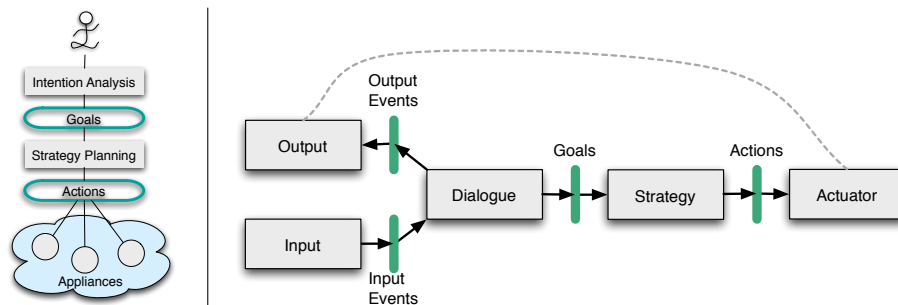 Intention Analysis
Goals
Strategy Planning
Actions
Appliances
Output
Events
Output
Input
Input
Events
Dialogue
Goals
Strategy
Actions
Actuator